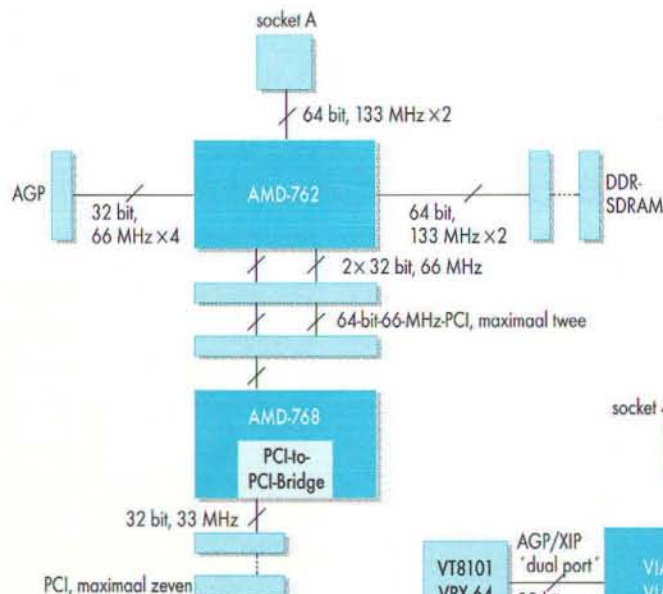 socket A
64 bit, 133 MHz ×2
AGP
AMD-762
DDR-
SDRAM
32 bit,
66 MHz ×4
64 bit,
133 MHz ×2
2× 32 bit, 66 MHz
64-bit-66-MHz-PCI, maximaal twee
AMD-768
PCI-to-
PCI-Bridge
socket
32 bit, 33 MHz
PCI, maximaal zeven
AGP/XIP
´dual port´
VT8101
VPX-64